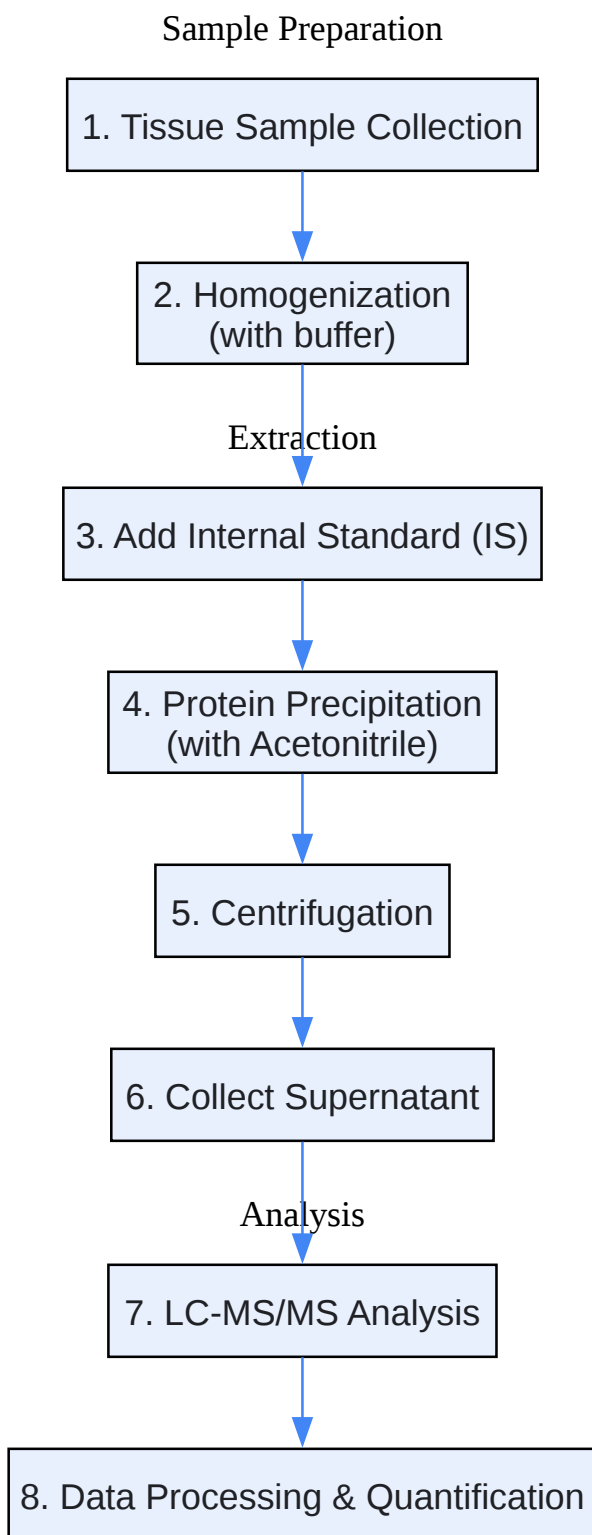 Sample Preparation
1. Tissue Sample Collection
2. Homogenization
(with buffer)
Extraction
3. Add Internal Standard (IS)
4. Protein Precipitation
(with Acetonitrile)
5. Centrifugation
6. Collect Supernatant
Analysis
7. LC-MS/MS Analysis
8. Data Processing & Quantification